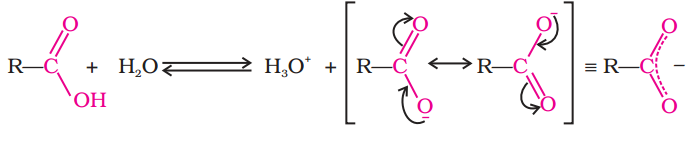 O O O⁻ O
R—C + H₂O ⇌ H₃O⁺ + [R—C ↔ R—C] ≡ R—C −
OH O⁻ O O